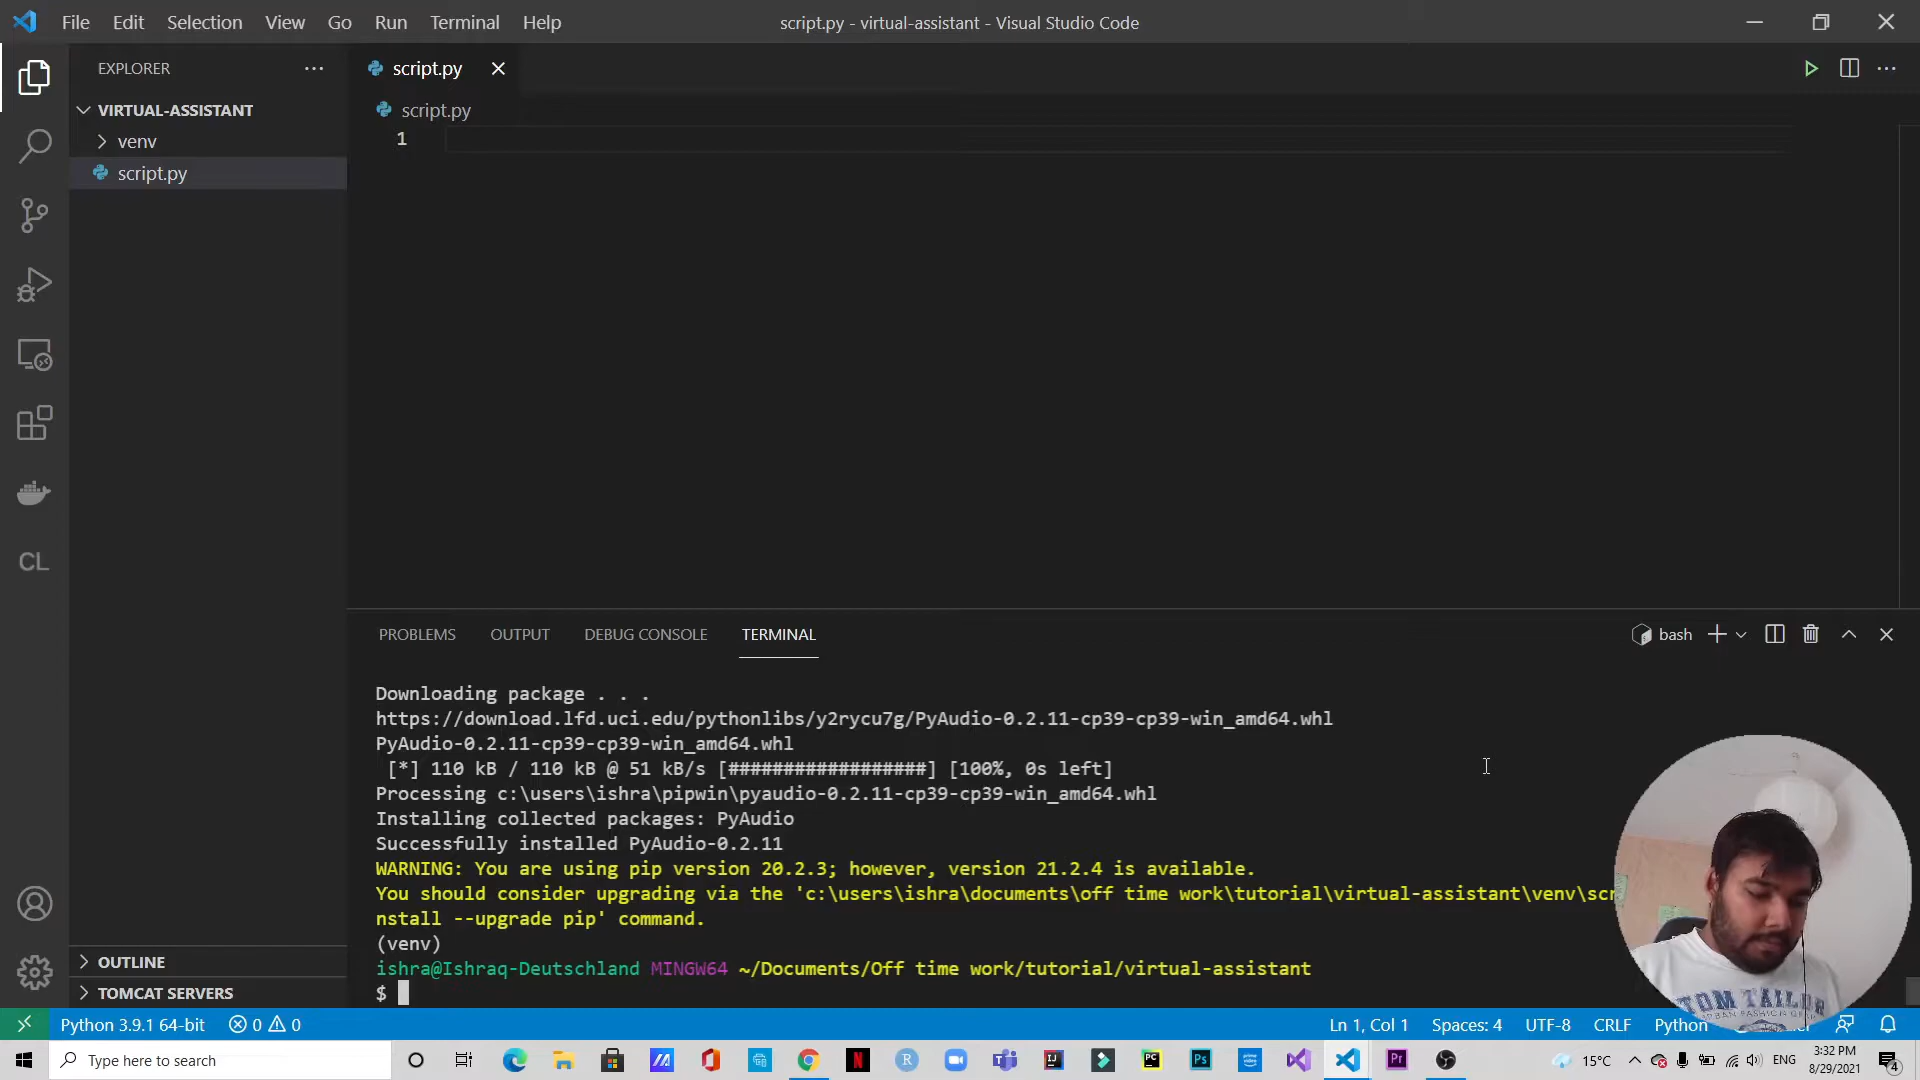 File Edit Selection View Go Run Terminal Help
script.py - virtual-assistant - Visual Studio Code
EXPLORER
script.py
VIRTUAL-ASSISTANT
script.py
venv
1
script.py
CL
PROBLEMS OUTPUT DEBUG CONSOLE TERMINAL
bash
Downloading package . . .
https://download.lfd.uci.edu/pythonlibs/y2rycu7g/PyAudio-0.2.11-cp39-cp39-win_amd64.whl
PyAudio-0.2.11-cp39-cp39-win_amd64.whl
[*] 110 kB / 110 kB @ 51 kB/s [##################] [100%, 0s left]
Processing c:\users\ishra\pipwin\pyaudio-0.2.11-cp39-cp39-win_amd64.whl
Installing collected packages: PyAudio
Successfully installed PyAudio-0.2.11
WARNING: You are using pip version 20.2.3; however, version 21.2.4 is available.
You should consider upgrading via the 'c:\users\ishra\documents\off time work\tutorial\virtual-assistant\venv\scr
nstall --upgrade pip' command.
(venv)
ishra@Ishraq-Deutschland MINGW64 ~/Documents/Off time work/tutorial/virtual-assistant
$
OUTLINE
TOMCAT SERVERS
TOM TAILOR
Python 3.9.1 64-bit 0 0
Ln 1, Col 1 Spaces: 4 UTF-8 CRLF Python
Type here to search
15°C ENG
3:32 PM
8/29/2021
4